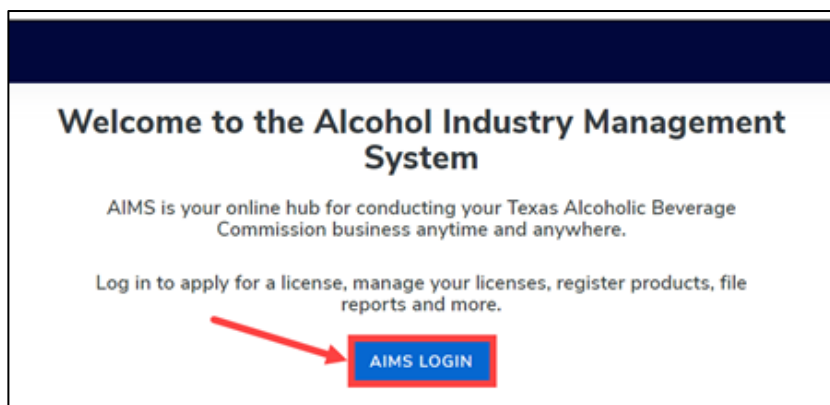 Welcome to the Alcohol Industry Management
System
AIMS is your online hub for conducting your Texas Alcoholic Beverage
Commission business anytime and anywhere.
Log in to apply for a license, manage your licenses, register products, file
reports and more.
AIMS LOGIN